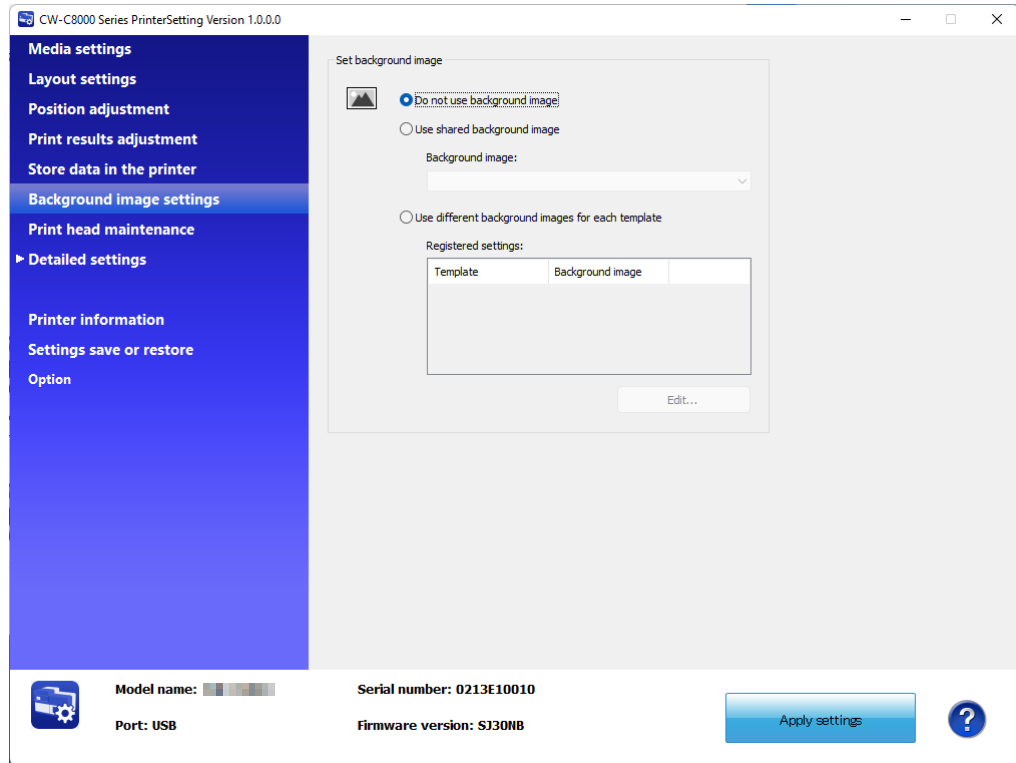 CW-C8000 Series PrinterSetting Version 1.0.0.0
Media settings
Layout settings
Position adjustment
Print results adjustment
Store data in the printer
Background image settings
Print head maintenance
Detailed settings
Printer information
Settings save or restore
Option
Set background image
Do not use background image
Use shared background image
Background image:
Use different background images for each template
Registered settings:
Template Background image
Edit...
Model name:
Serial number: 0213E10010
Port: USB
Firmware version: SJ30NB
Apply settings
?